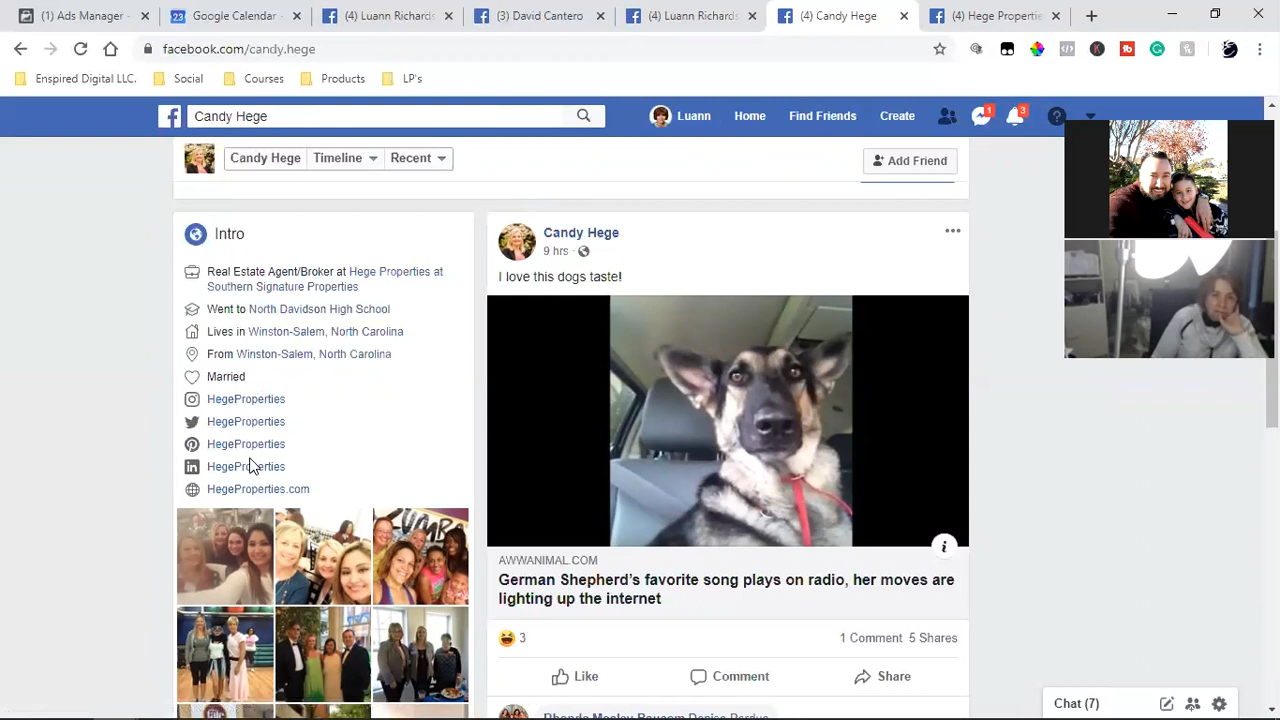 (1) Ad Manager -
Google Calendar -
(4) Luann Richards
(3) David Cantero
(4) Luann Richards
(4) Candy Hege
(4) Hege Propertie
facebook.com/candy.hege
Enspired Digital LLC.
Social
Courses
Products
LP's
Candy Hege
Luann
Home
Find Friends
Create
1
3
Candy Hege
Timeline
Recent
Add Friend
Intro
Real Estate Agent/Broker at Hege Properties at
Southern Signature Properties
Went to North Davidson High School
Lives in Winston-Salem, North Carolina
From Winston-Salem, North Carolina
Married
HegeProperties
HegeProperties
HegeProperties
HegeProperties
HegeProperties.com
Candy Hege
9 hrs ·
I love this dogs taste!
AWWANIMAL.COM
German Shepherd's favorite song plays on radio, her moves are
lighting up the internet
3
1 Comment 5 Shares
Like
Comment
Share
Chat (7)